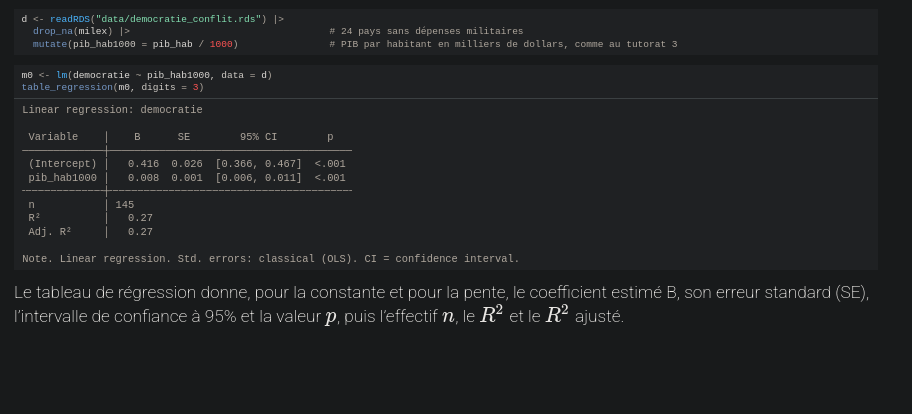 d <- readRDS("data/democratie_conflit.rds") |>
drop_na(milex) |> # 24 pays sans dépenses militaires
mutate(pib_hab1000 = pib_hab / 1000) # PIB par habitant en milliers de dollars, comme au tutorat 3
m0 <- lm(democratie ~ pib_hab1000, data = d)
table_regression(m0, digits = 3)
Linear regression: democratie
Variable │ B SE 95% CI p
(Intercept) │ 0.416 0.026 [0.366, 0.467] <.001
pib_hab1000 │ 0.008 0.001 [0.006, 0.011] <.001
n │ 145
R² │ 0.27
Adj. R² │ 0.27
Note. Linear regression. Std. errors: classical (OLS). CI = confidence interval.
Le tableau de régression donne, pour la constante et pour la pente, le coefficient estimé B, son erreur standard (SE),
l’intervalle de confiance à 95% et la valeur p, puis l’effectif n, le R² et le R² ajusté.